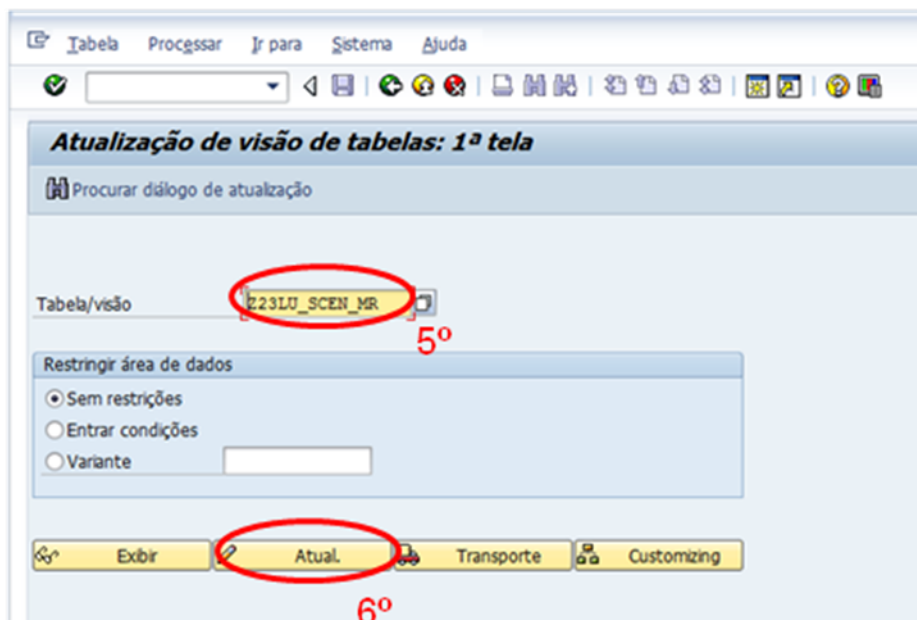 Tabela Processar Ir para Sistema Ajuda
Atualização de visão de tabelas: 1ª tela
Procurar diálogo de atualização
Tabela/visão Z23LU_SCEN_MR
5º
Restringir área de dados
Sem restrições
Entrar condições
Variante
Exibir Atual. Transporte Customizing
6º